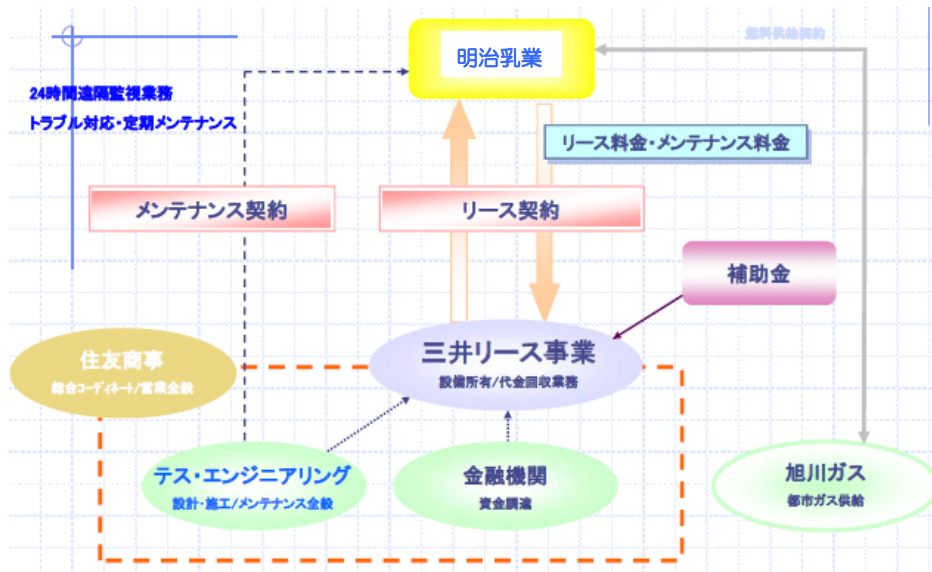 明治乳業
燃料供給契約
24時間遠隔監視業務
トラブル対応・定期メンテナンス
リース料金・メンテナンス料金
メンテナンス契約
リース契約
補助金
住友商事
総合コーディネート/営業全般
三井リース事業
設備所有/代金回収業務
テス・エンジニアリング
設計・施工/メンテナンス全般
金融機関
資金調達
旭川ガス
都市ガス供給